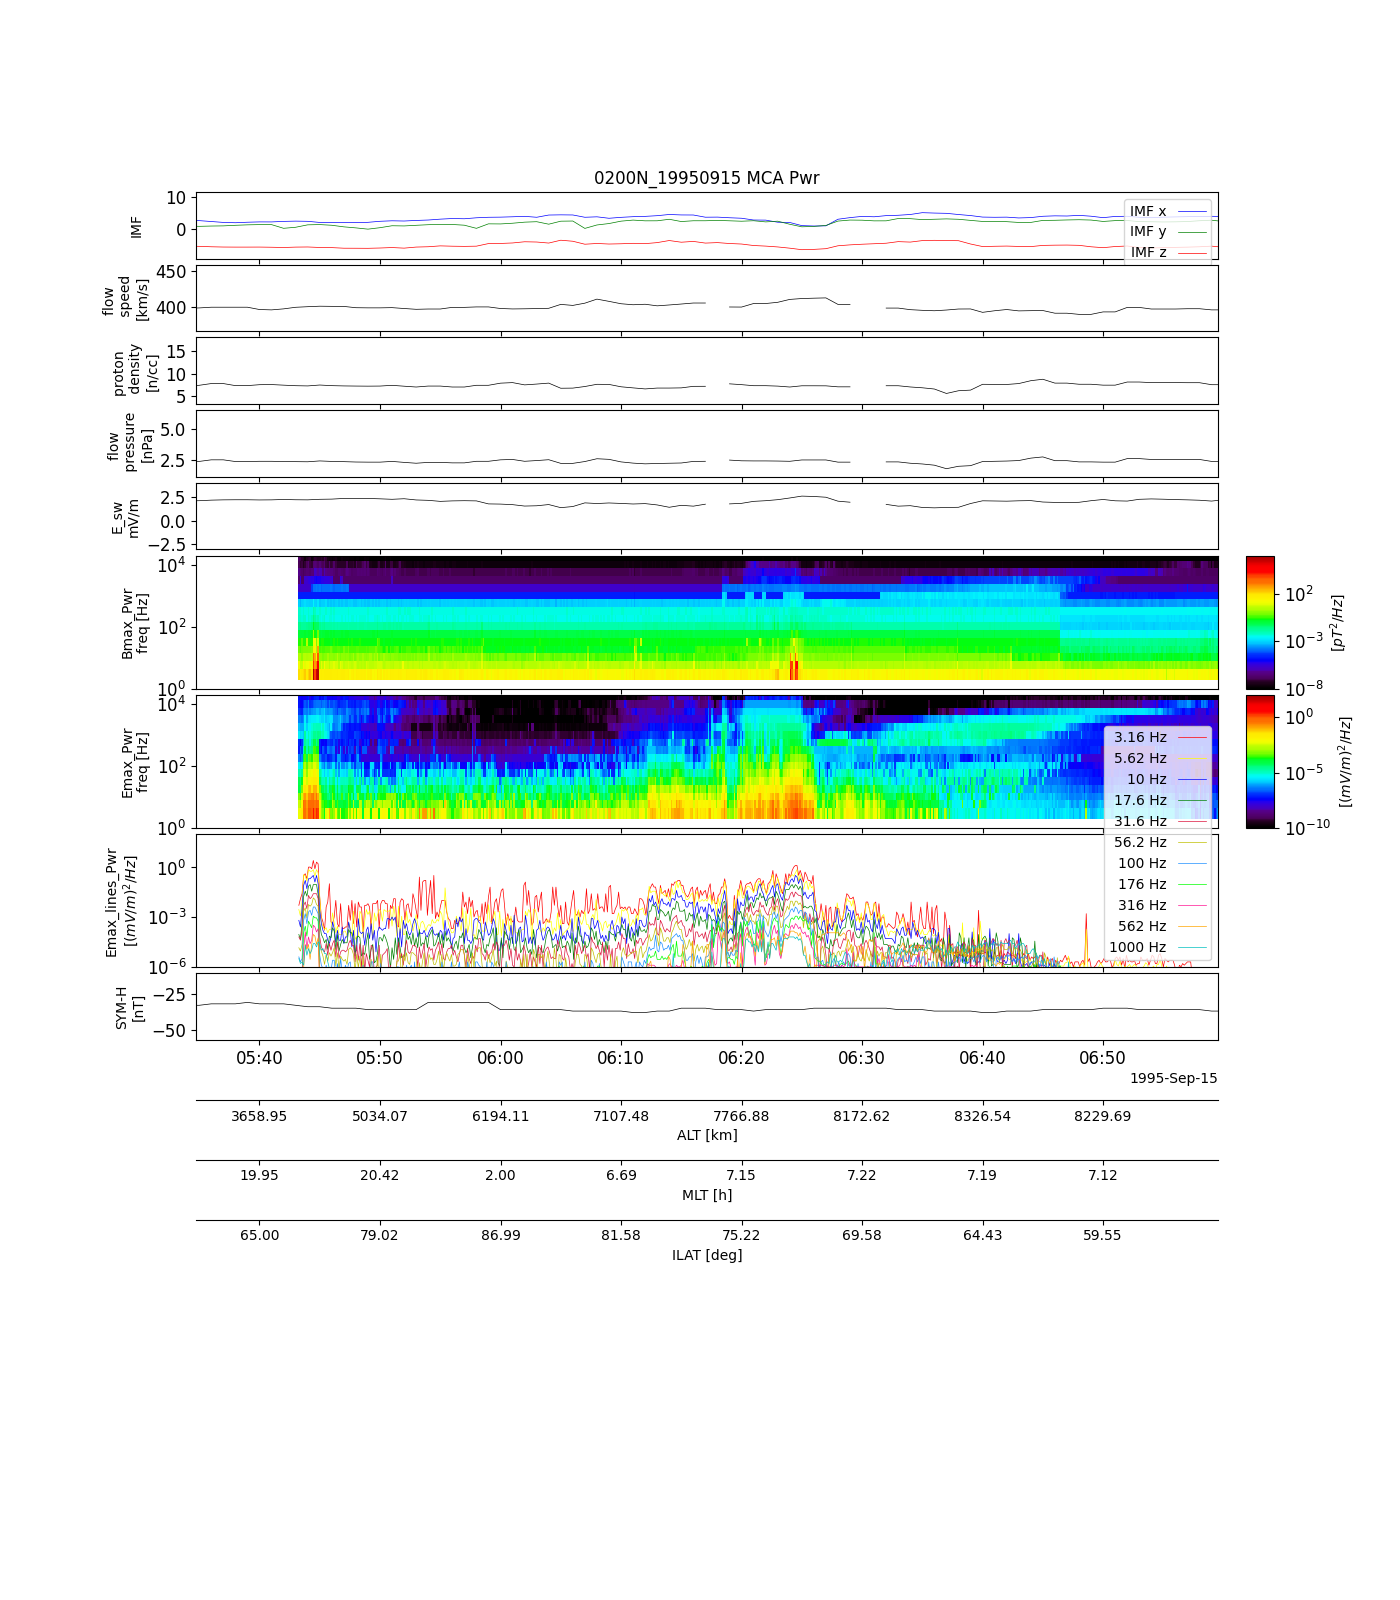 0200N_19950915 MCA Pwr
10
0
IMF
IMF x
IMF y
IMF z
450
400
flow
speed
[km/s]
15
10
5
proton
density
[n/cc]
5.0
2.5
flow
pressure
[nPa]
2.5
0.0
−2.5
E_sw
mV/m
10^4
10^2
10^0
Bmax_Pwr
freq [Hz]
10^2
10^-3
10^-8
[pT^2/Hz]
10^4
10^2
10^0
Emax_Pwr
freq [Hz]
10^0
10^-5
10^-10
[(mV/m)^2/Hz]
3.16 Hz
5.62 Hz
10 Hz
17.6 Hz
31.6 Hz
56.2 Hz
100 Hz
176 Hz
316 Hz
562 Hz
1000 Hz
10^0
10^-3
10^-6
Emax_lines_Pwr
[(mV/m)^2/Hz]
−25
−50
SYM-H
[nT]
05:40 05:50 06:00 06:10 06:20 06:30 06:40 06:50
1995-Sep-15
3658.95 5034.07 6194.11 7107.48 7766.88 8172.62 8326.54 8229.69
ALT [km]
19.95 20.42 2.00 6.69 7.15 7.22 7.19 7.12
MLT [h]
65.00 79.02 86.99 81.58 75.22 69.58 64.43 59.55
ILAT [deg]